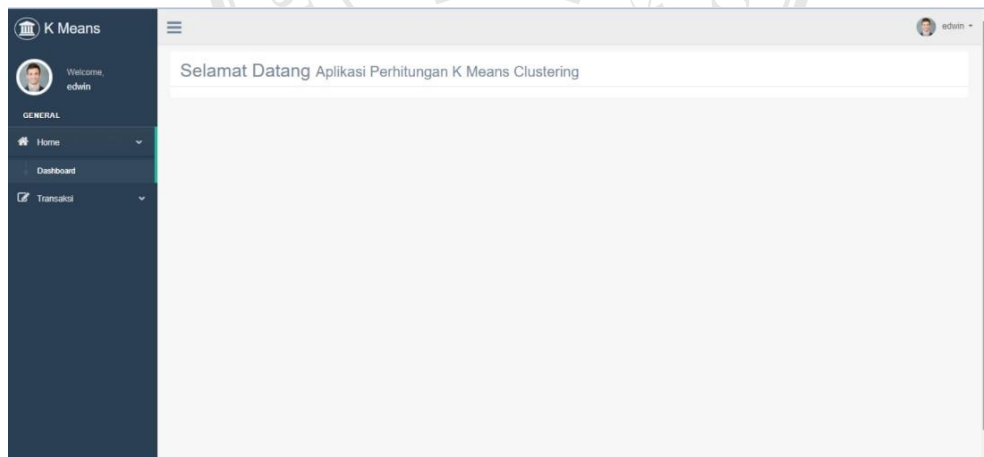 K Means
edwin
Welcome,
edwin
Selamat Datang Aplikasi Perhitungan K Means Clustering
GENERAL
Home
Dashboard
Transaksi